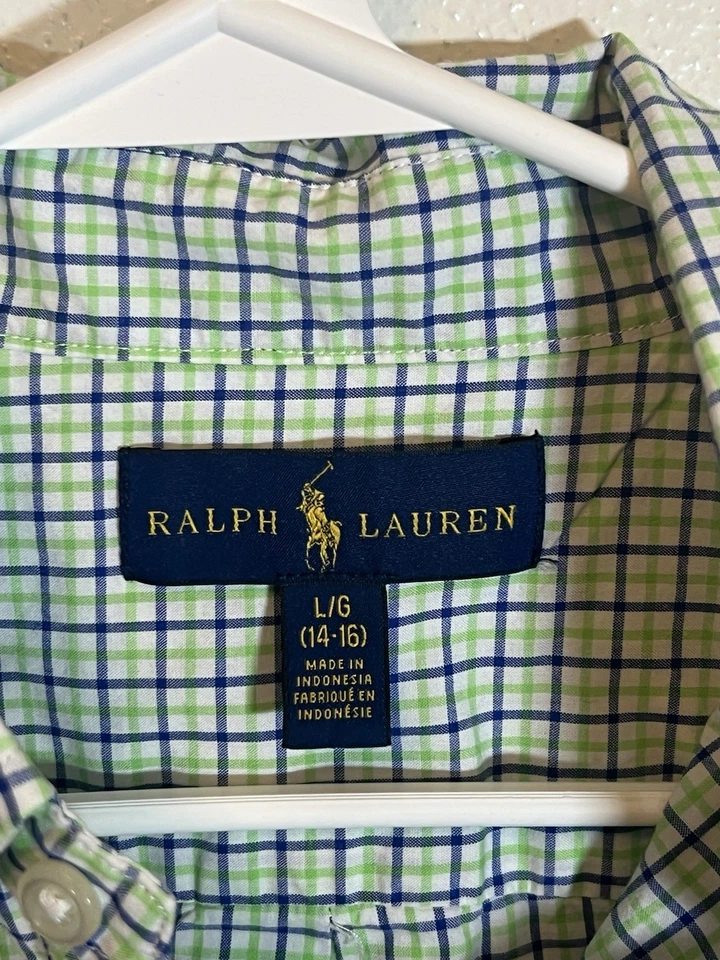 RALPH LAUREN
L/G
(14-16)
MADE IN
INDONESIA
FABRIQUÉ EN
INDONÉSIE